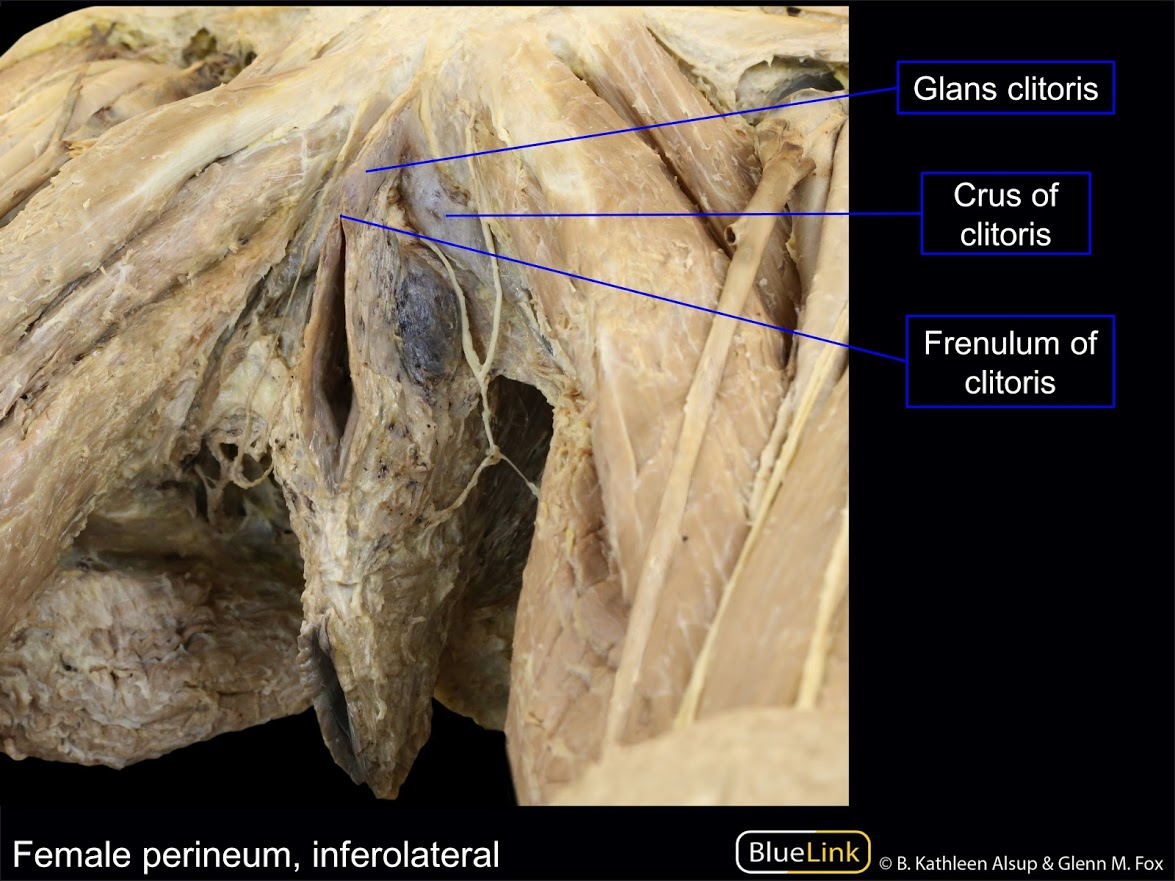 Glans clitoris
Crus of
clitoris
Frenulum of
clitoris
Female perineum, inferolateral
BlueLink
© B. Kathleen Alsup & Glenn M. Fox